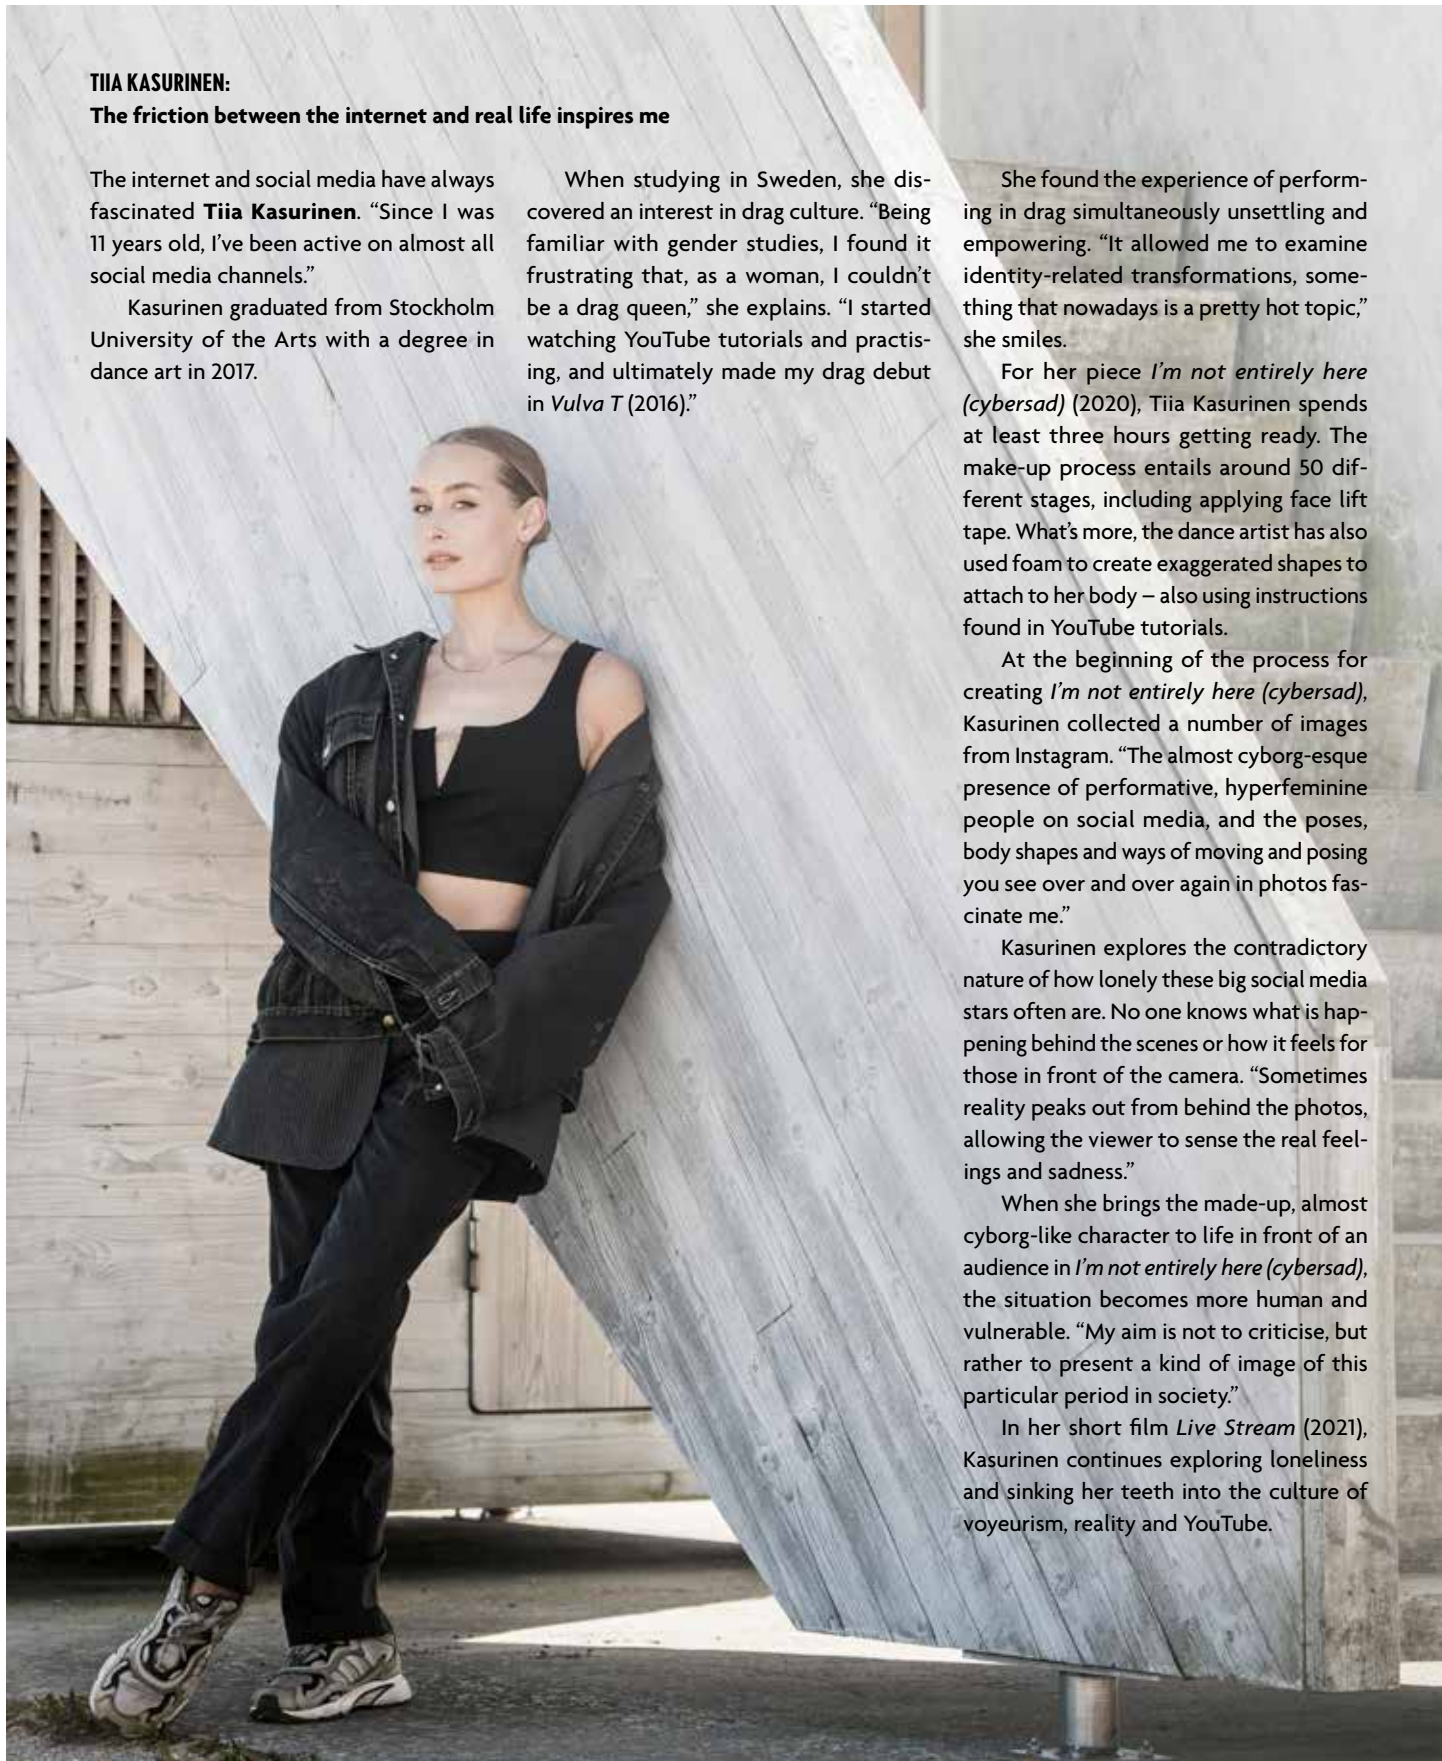 TIIA KASURINEN:
The friction between the internet and real life inspires me
The internet and social media have always
fascinated Tiia Kasurinen. “Since I was
11 years old, I've been active on almost all
social media channels.”
Kasurinen graduated from Stockholm
University of the Arts with a degree in
dance art in 2017.
When studying in Sweden, she dis-
covered an interest in drag culture. “Being
familiar with gender studies, I found it
frustrating that, as a woman, I couldn't
be a drag queen,” she explains. “I started
watching YouTube tutorials and practis-
ing, and ultimately made my drag debut
in Vulva T (2016).”
She found the experience of perform-
ing in drag simultaneously unsettling and
empowering. “It allowed me to examine
identity-related transformations, some-
thing that nowadays is a pretty hot topic,”
she smiles.
For her piece I'm not entirely here
(cybersad) (2020), Tiia Kasurinen spends
at least three hours getting ready. The
make-up process entails around 50 dif-
ferent stages, including applying face lift
tape. What's more, the dance artist has also
used foam to create exaggerated shapes to
attach to her body – also using instructions
found in YouTube tutorials.
At the beginning of the process for
creating I'm not entirely here (cybersad),
Kasurinen collected a number of images
from Instagram. “The almost cyborg-esque
presence of performative, hyperfeminine
people on social media, and the poses,
body shapes and ways of moving and posing
you see over and over again in photos fas-
cinate me.”
Kasurinen explores the contradictory
nature of how lonely these big social media
stars often are. No one knows what is hap-
pening behind the scenes or how it feels for
those in front of the camera. “Sometimes
reality peaks out from behind the photos,
allowing the viewer to sense the real feel-
ings and sadness.”
When she brings the made-up, almost
cyborg-like character to life in front of an
audience in I'm not entirely here (cybersad),
the situation becomes more human and
vulnerable. “My aim is not to criticise, but
rather to present a kind of image of this
particular period in society.”
In her short film Live Stream (2021),
Kasurinen continues exploring loneliness
and sinking her teeth into the culture of
voyeurism, reality and YouTube.